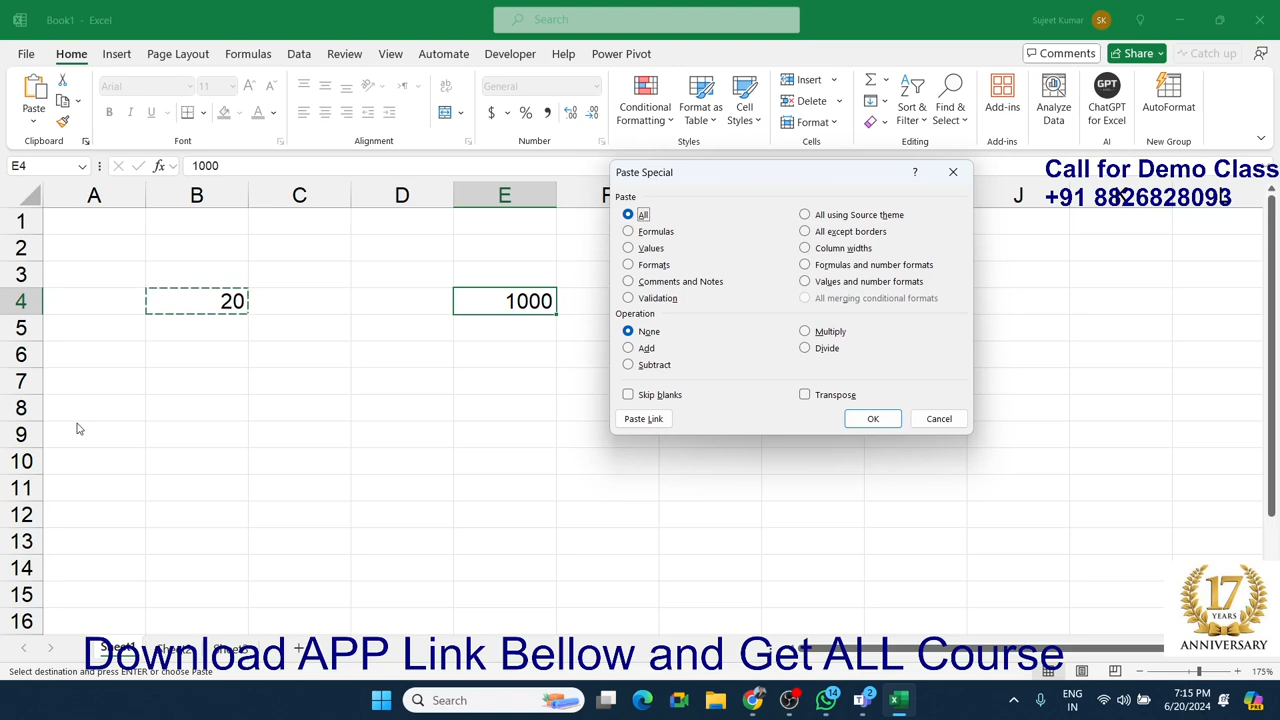 Book1 - Excel
Search
Sujeet Kumar
SK
File Home Insert Page Layout Formulas Data Review View Automate Developer Help Power Pivot
Comments Share Catch up
Paste
Arial 11
B I U
General
$ % ,
Conditional Formatting
Format as Table
Cell Styles
Insert
Delete
Format
Sort & Filter
Find & Select
Add-ins
Analyze Data
GPT
ChatGPT for Excel
AutoFormat
Clipboard Font Alignment Number Styles Cells Editing Add-ins AI New Group
E4 fx 1000
Call for Demo Class
+91 8826828093
A B C D E F J
1
2
3
4 20 1000
5
6
7
8
9
10
11
12
13
14
15
16
Paste Special ?
Paste
All All using Source theme
Formulas All except borders
Values Column widths
Formats Formulas and number formats
Comments and Notes Values and number formats
Validation All merging conditional formats
Operation
None Multiply
Add Divide
Subtract
Skip blanks Transpose
Paste Link OK Cancel
17
YEARS
ANNIVERSARY
Sheet1
Download APP Link Bellow and Get ALL Course
Select destination and press ENTER or choose Paste
175%
Search
14
2
ENG
IN
7:15 PM
6/20/2024